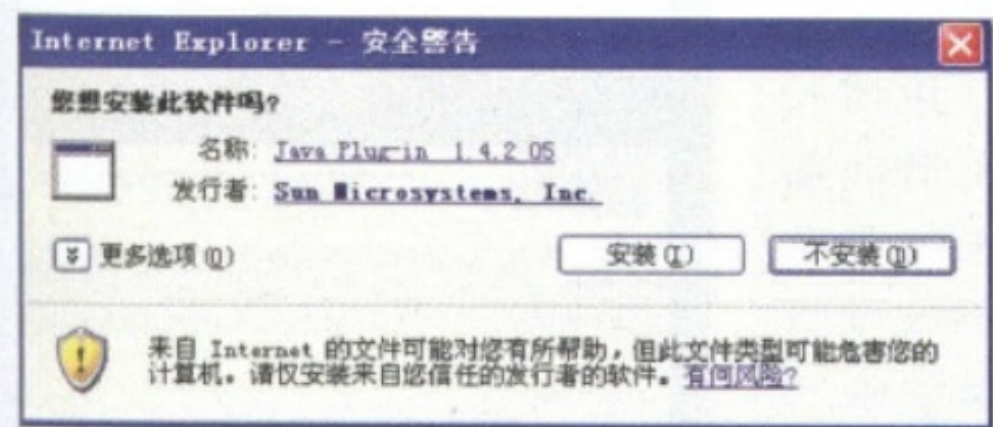 Internet Explorer - 安全警告
您想安装此软件吗?
名称: Java Plug-in 1.4.2_05
发行者: Sun Microsystems, Inc.
更多选项(O)
安装(I)
不安装(D)
来自 Internet 的文件可能对您有所帮助，但此文件类型可能危害您的
计算机。请仅安装来自您信任的发行者的软件。有何风险?